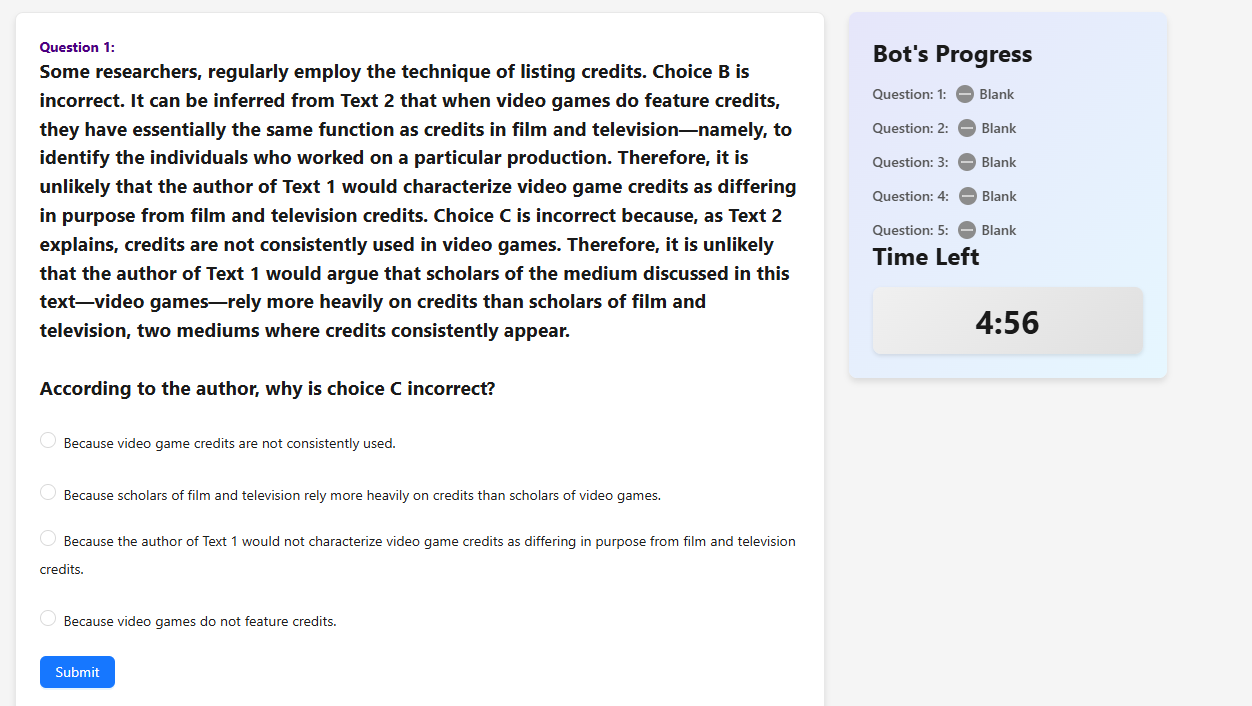 Question 1:
Some researchers, regularly employ the technique of listing credits. Choice B is
incorrect. It can be inferred from Text 2 that when video games do feature credits,
they have essentially the same function as credits in film and television—namely, to
identify the individuals who worked on a particular production. Therefore, it is
unlikely that the author of Text 1 would characterize video game credits as differing
in purpose from film and television credits. Choice C is incorrect because, as Text 2
explains, credits are not consistently used in video games. Therefore, it is unlikely
that the author of Text 1 would argue that scholars of the medium discussed in this
text—video games—rely more heavily on credits than scholars of film and
television, two mediums where credits consistently appear.
According to the author, why is choice C incorrect?
Because video game credits are not consistently used.
Because scholars of film and television rely more heavily on credits than scholars of video games.
Because the author of Text 1 would not characterize video game credits as differing in purpose from film and television
credits.
Because video games do not feature credits.
Submit
Bot's Progress
Question: 1: Blank
Question: 2: Blank
Question: 3: Blank
Question: 4: Blank
Question: 5: Blank
Time Left
4:56